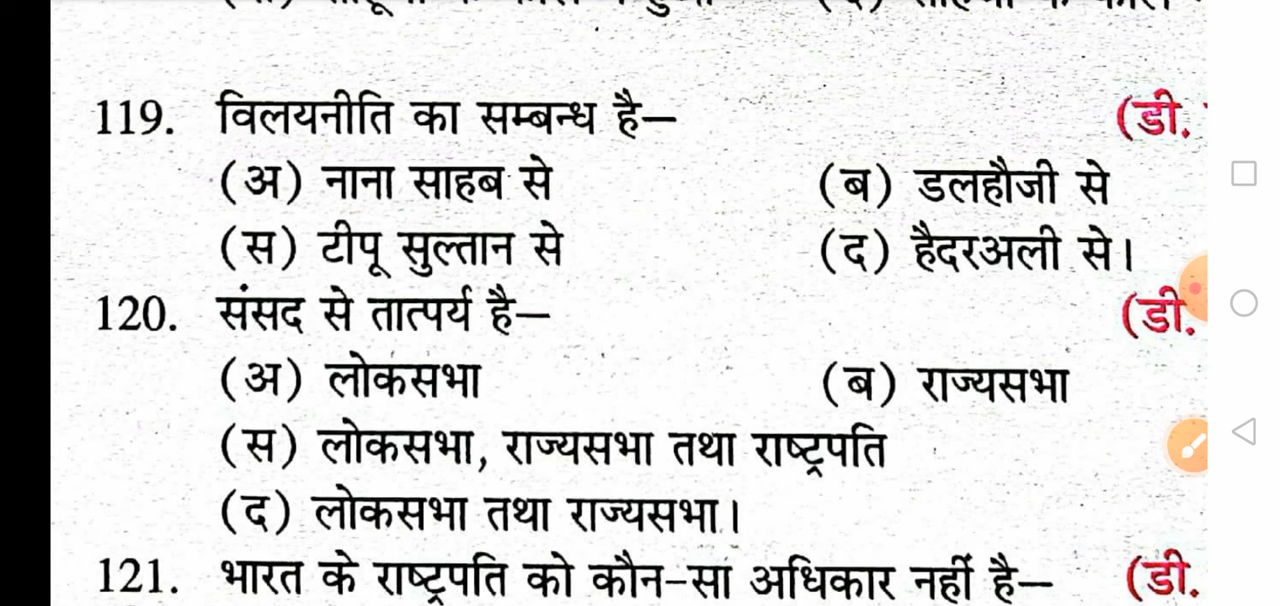 119. विलयनीति का सम्बन्ध है— (डी.
(अ) नाना साहब से (ब) डलहौजी से
(स) टीपू सुल्तान से (द) हैदरअली से।
120. संसद से तात्पर्य है— (डी.
(अ) लोकसभा (ब) राज्यसभा
(स) लोकसभा, राज्यसभा तथा राष्ट्रपति
(द) लोकसभा तथा राज्यसभा।
121. भारत के राष्ट्रपति को कौन-सा अधिकार नहीं है— (डी.